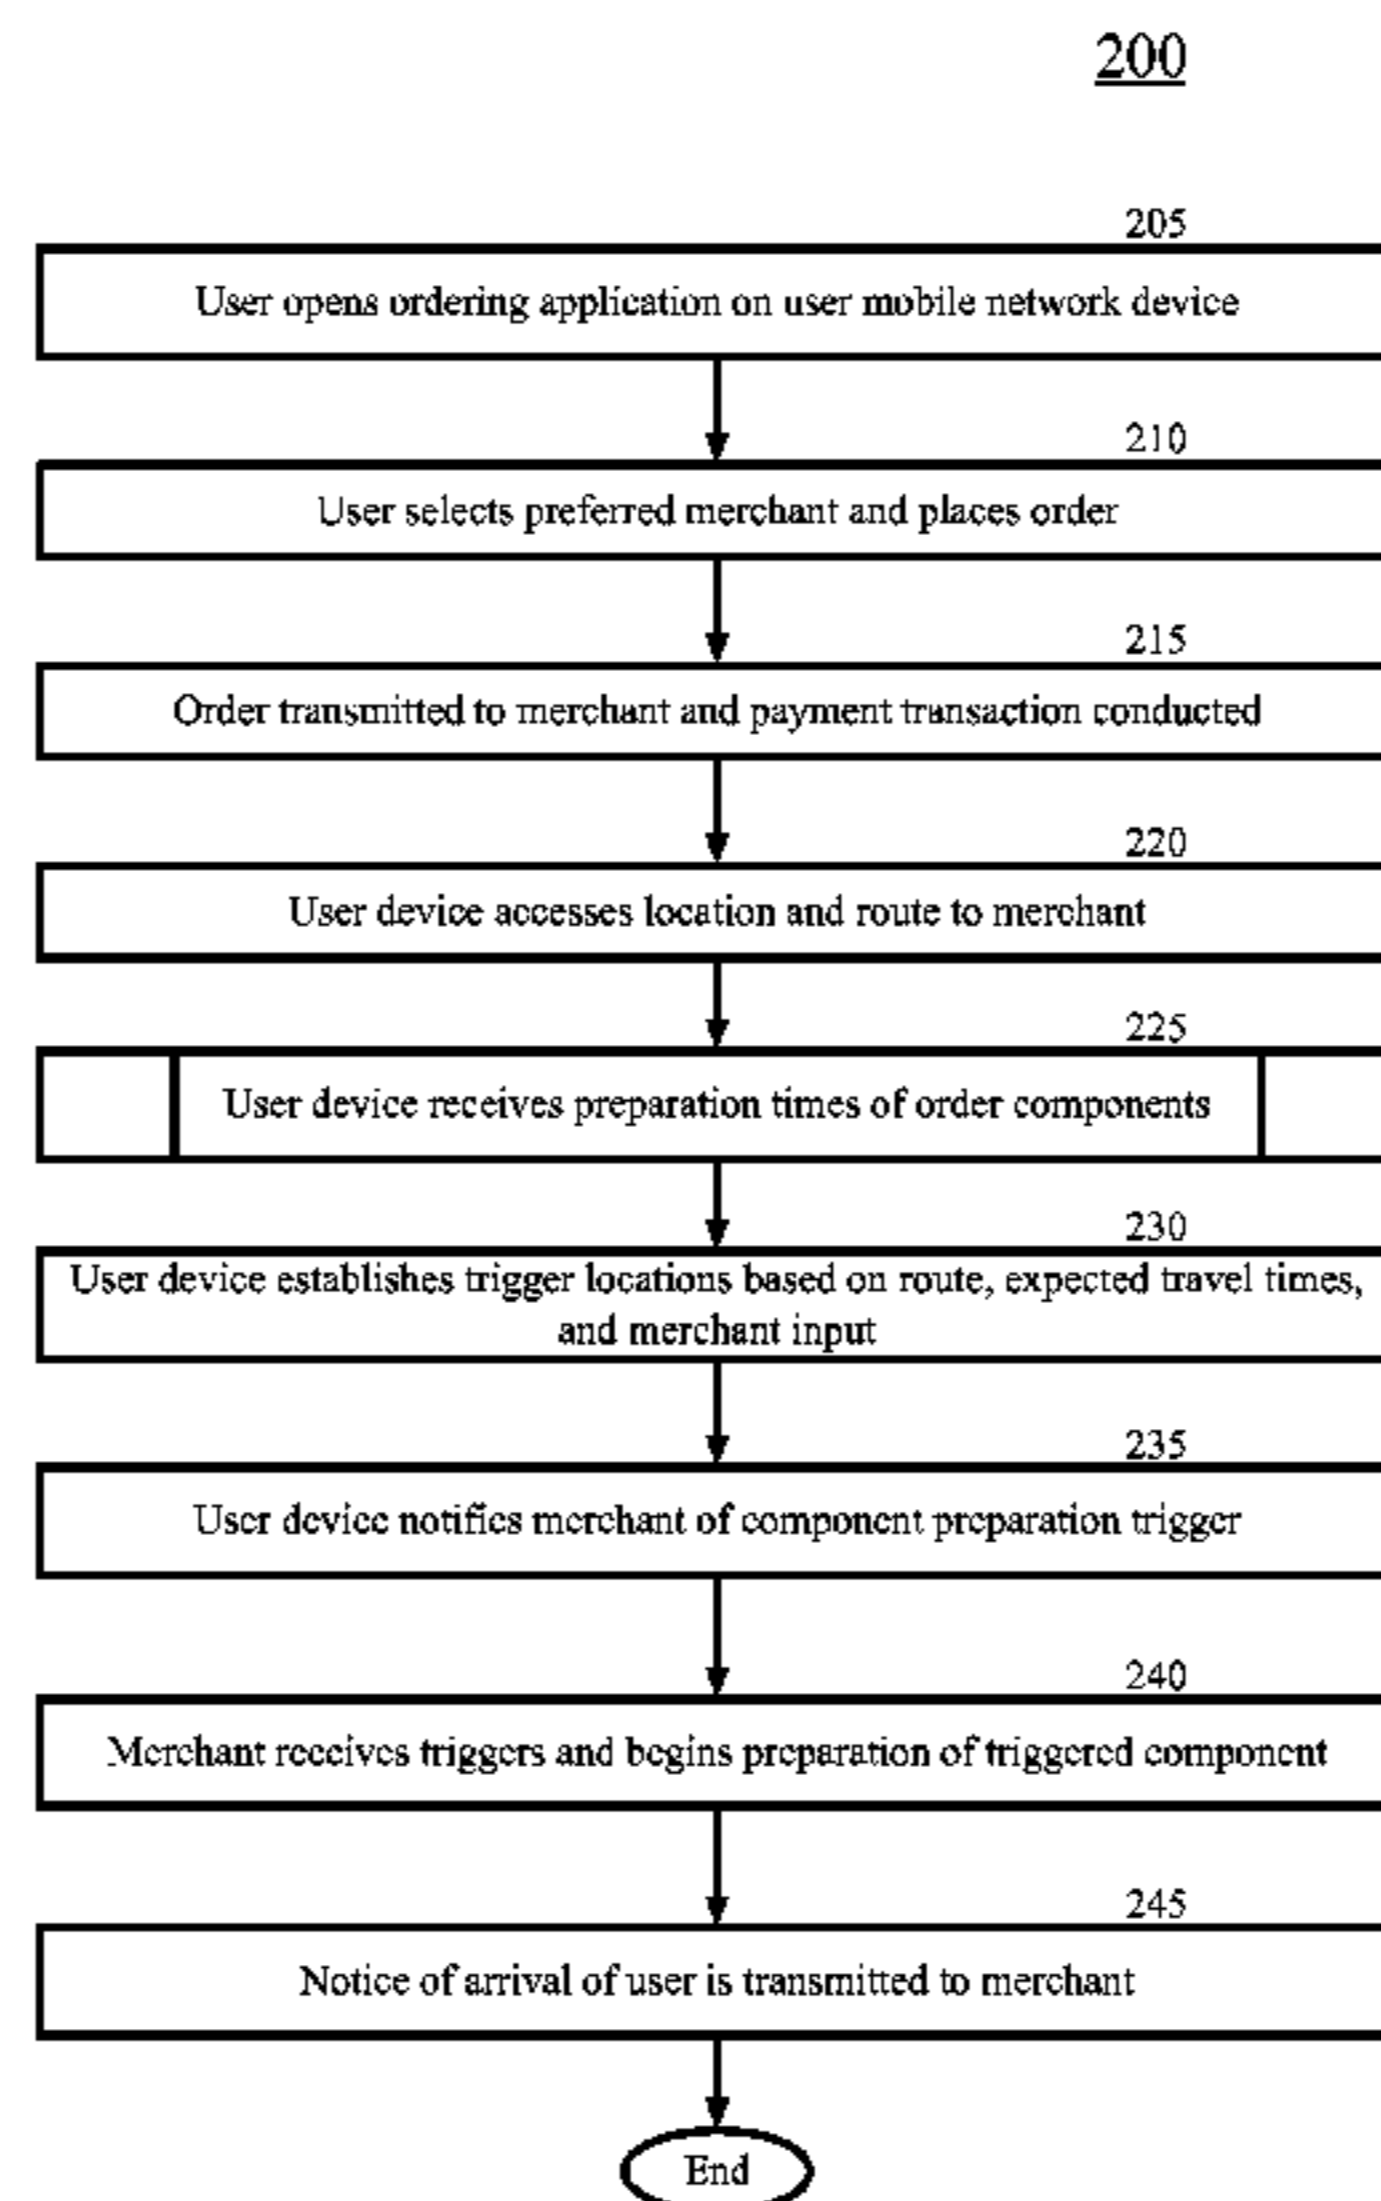 200
205
User opens ordering application on user mobile network device
210
User selects preferred merchant and places order
215
Order transmitted to merchant and payment transaction conducted
220
User device accesses location and route to merchant
225
User device receives preparation times of order components
230
User device establishes trigger locations based on route, expected travel times,
and merchant input
235
User device notifies merchant of component preparation trigger
240
Merchant receives triggers and begins preparation of triggered component
245
Notice of arrival of user is transmitted to merchant
End